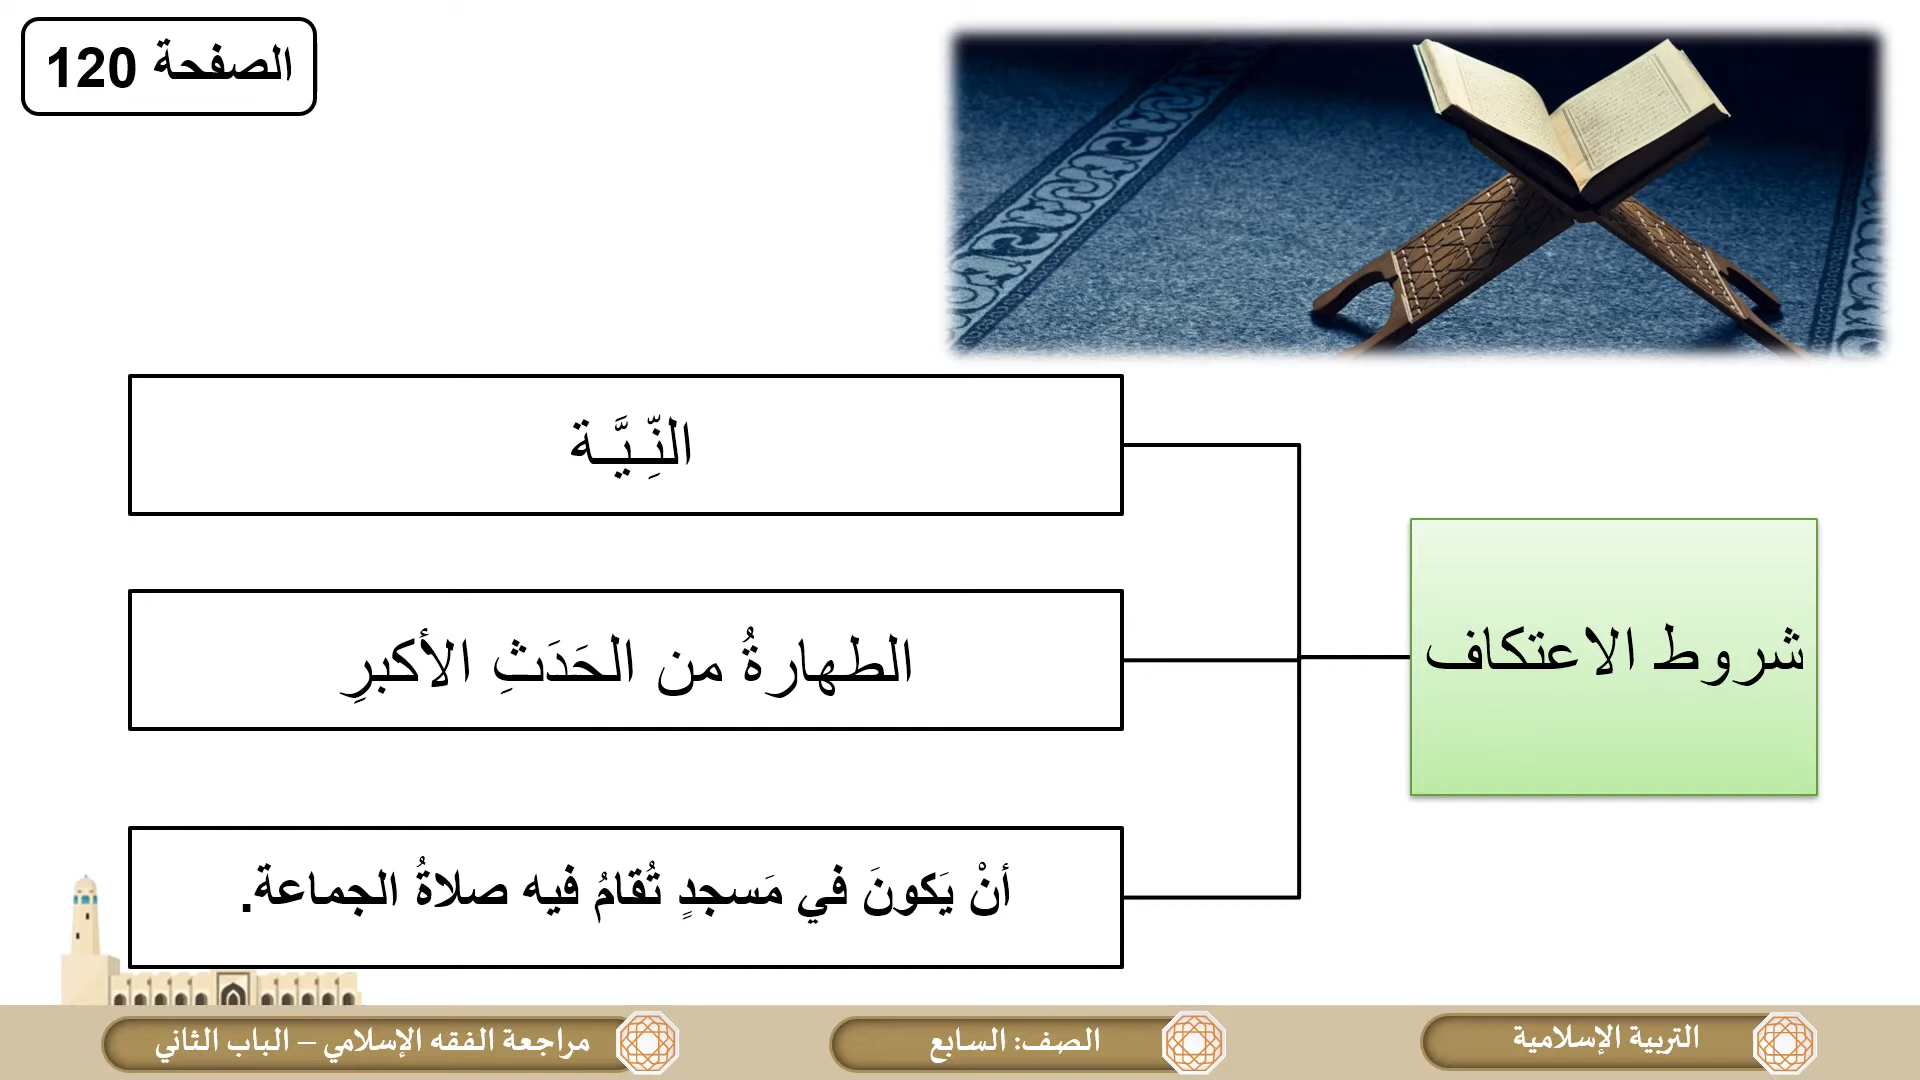 الصفحة 120
النِّـيَّـة
الطهارةُ من الحَدَثِ الأكبرِ
شروط الاعتكاف
أنْ يَكونَ في مَسجدٍ تُقامُ فيه صلاةُ الجماعة.
التربية الإسلامية
الصف: السابع
مراجعة الفقه الإسلامي – الباب الثاني